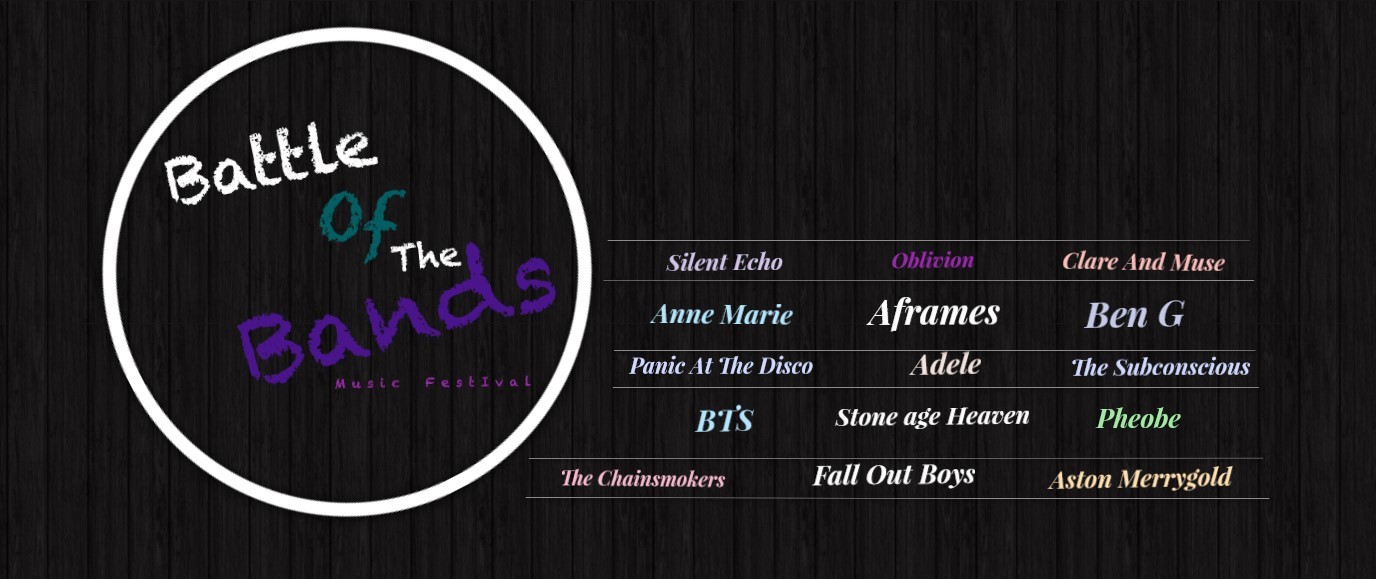 Battle
Of
The
Bands
Music FestIval
Silent Echo Oblivion Clare And Muse
Anne Marie Aframes Ben G
Panic At The Disco Adele The Subconscious
BTS Stone age Heaven Pheobe
The Chainsmokers Fall Out Boys Aston Merrygold